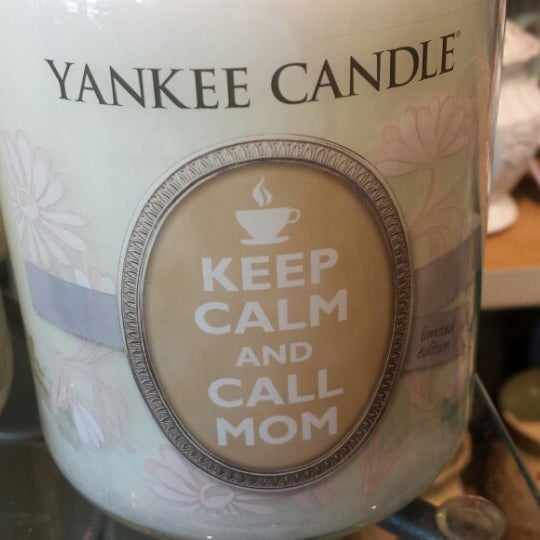 YANKEE CANDLE®
KEEP
CALM
AND
CALL
MOM
limited
edition